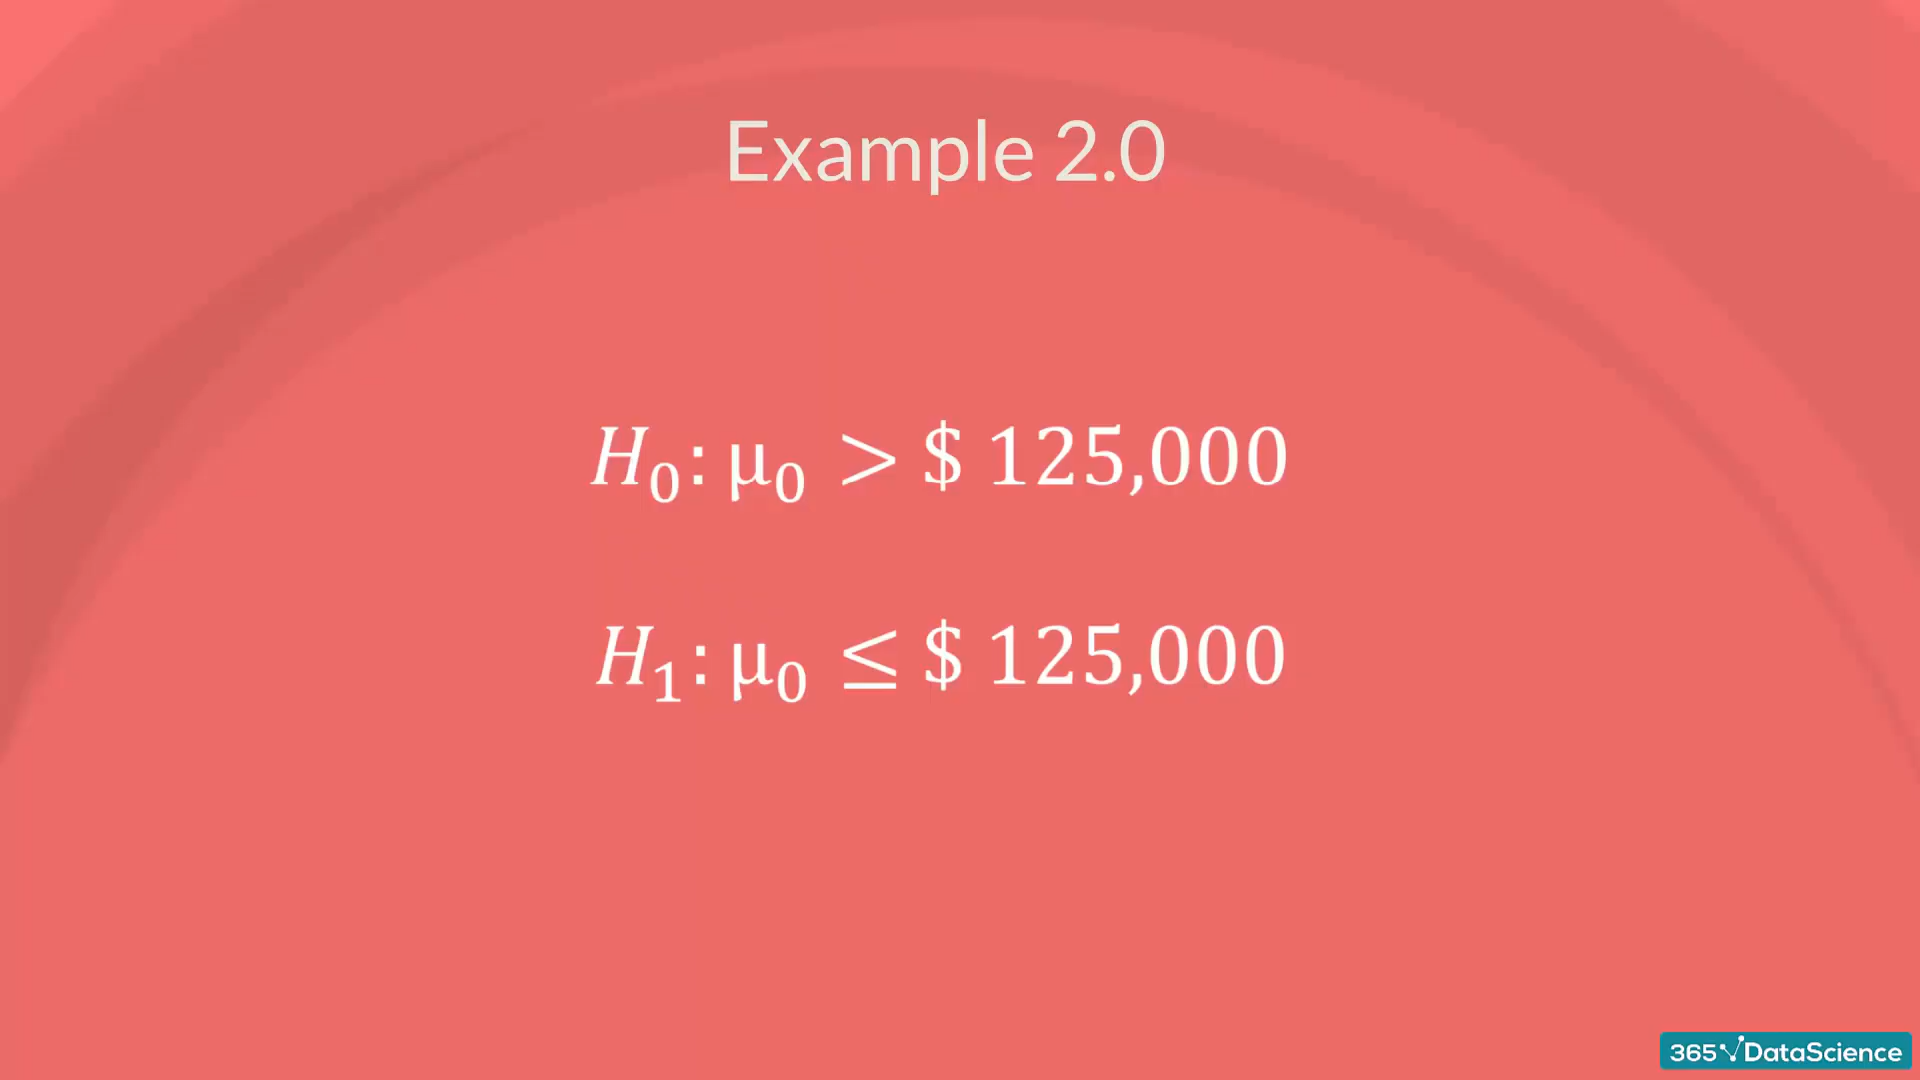 Example 2.0
H₀: μ₀ > $ 125,000
H₁: μ₀ ≤ $ 125,000
365 DataScience